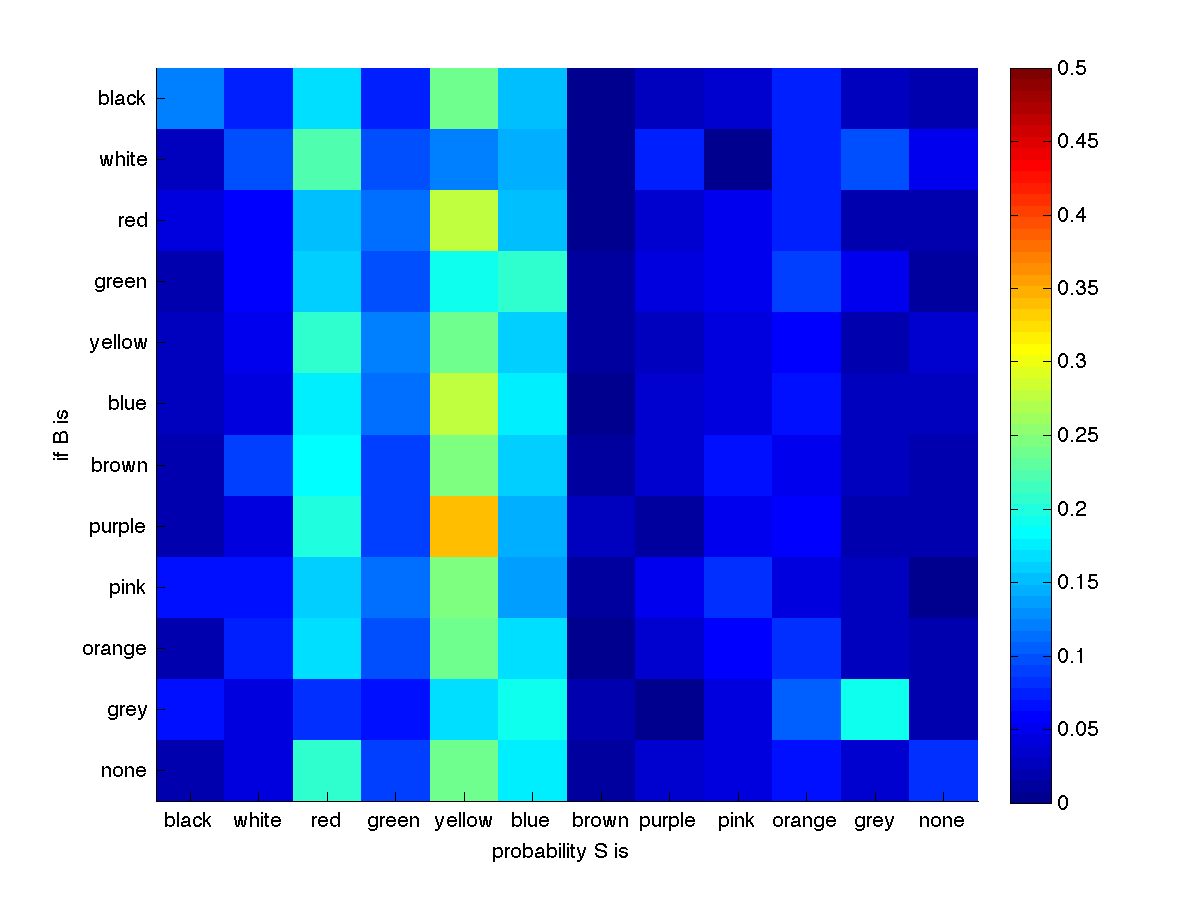 black
white
red
green
yellow
blue
brown
purple
pink
orange
grey
none
if B is
black white red green yellow blue brown purple pink orange grey none
probability S is
0.5
0.45
0.4
0.35
0.3
0.25
0.2
0.15
0.1
0.05
0